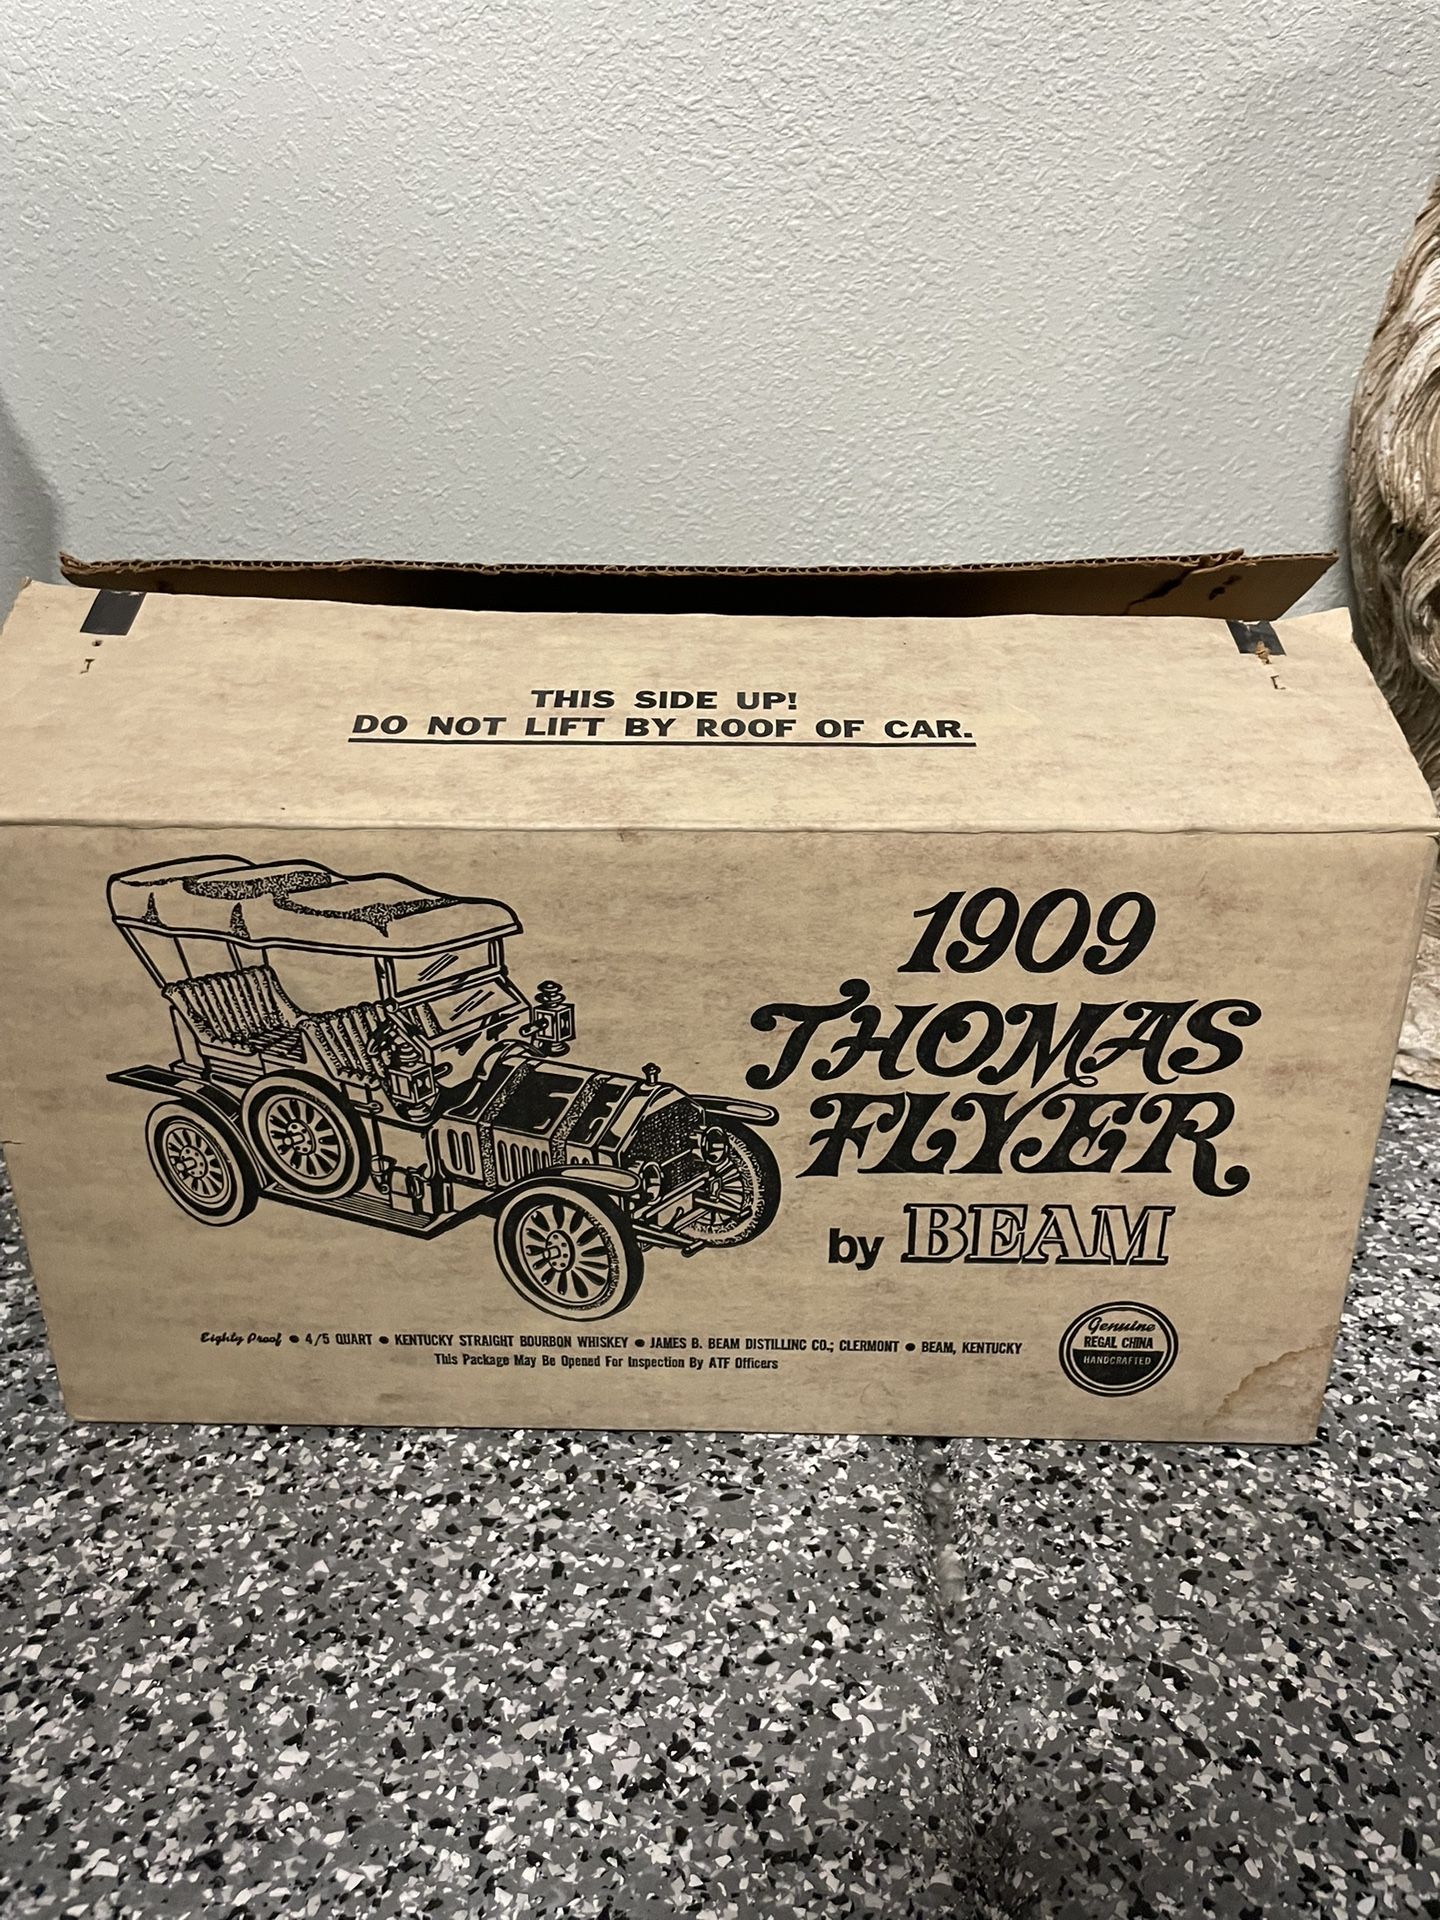 THIS SIDE UP!
DO NOT LIFT BY ROOF OF CAR.
1909
THOMAS
FLYER
by BEAM
Eighty Proof ● 4/5 QUART ● KENTUCKY STRAIGHT BOURBON WHISKEY ● JAMES B. BEAM DISTILLING CO.; CLERMONT ● BEAM, KENTUCKY
This Package May Be Opened For Inspection By ATF Officers
Genuine
REGAL CHINA
HANDCRAFTED